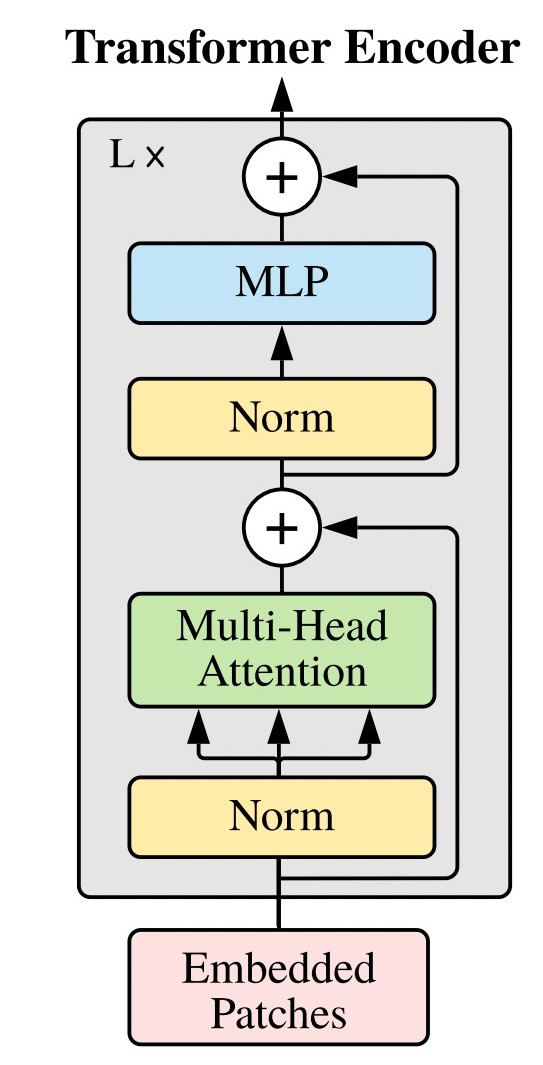 Transformer Encoder
L ×
+
MLP
Norm
+
Multi-Head
Attention
Norm
Embedded
Patches